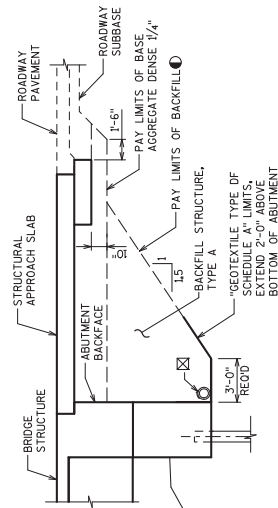 ROADWAY
PAVEMENT
ROADWAY
SUBBASE
STRUCTURAL
APPROACH SLAB
BRIDGE
STRUCTURE
ABUTMENT
BACKFACE
10"
1'-6"
PAY LIMITS OF BASE
AGGREGATE DENSE 1¼"
PAY LIMITS OF BACKFILL
1
1.5
BACKFILL STRUCTURE,
TYPE A
"GEOTEXTILE TYPE DF
SCHEDULE A" LIMITS.
EXTEND 2'-0" ABOVE
BOTTOM OF ABUTMENT
3'-0"
REQ'D